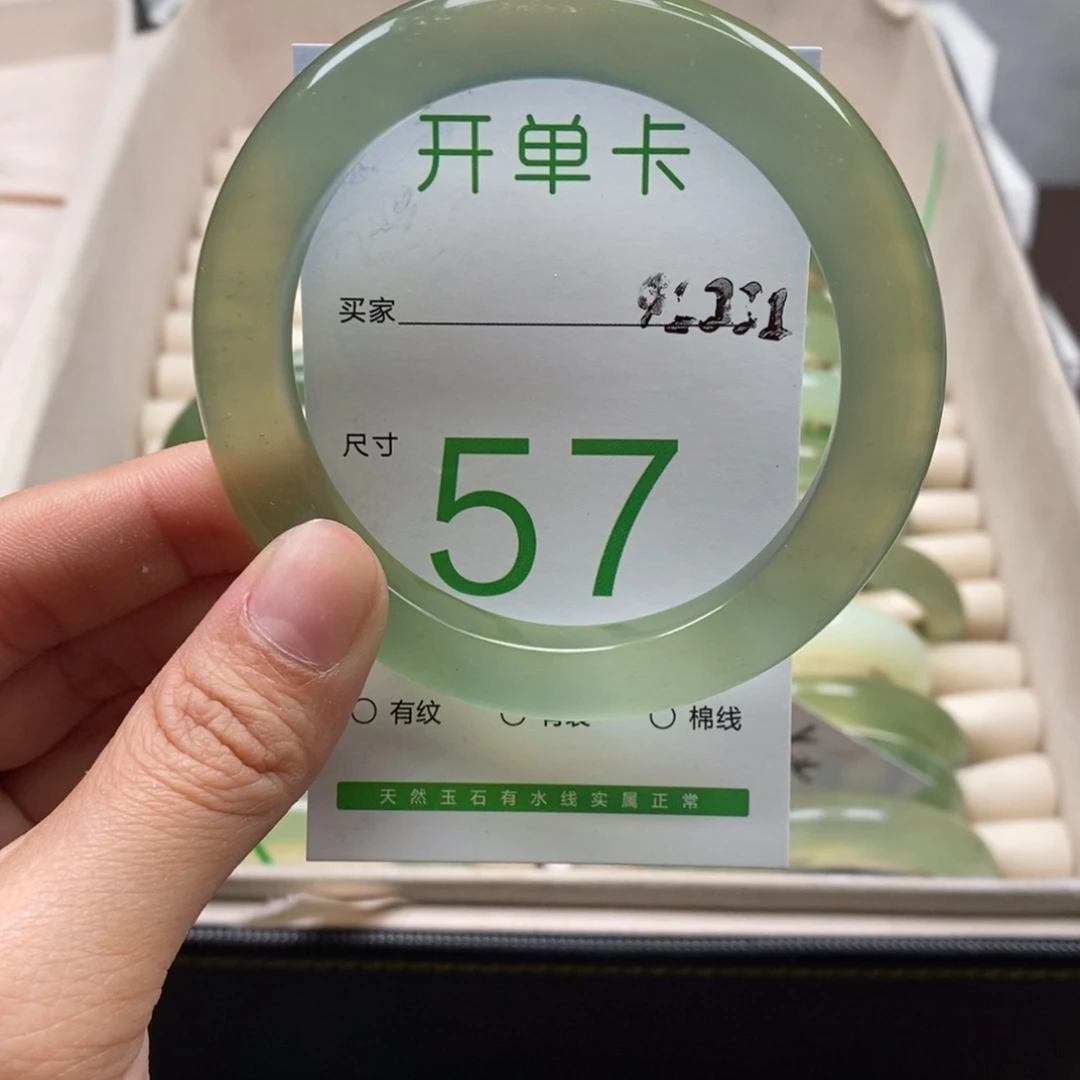 开单卡
买家
尺寸 57
〇 有纹 〇 〇 棉线
天然玉石有水线实属正常